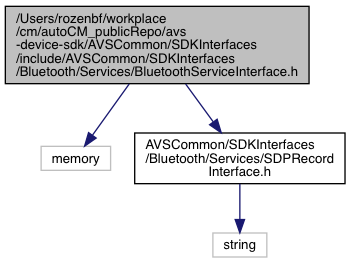 /Users/rozenbf/workplace
/cm/autoCM_publicRepo/avs
-device-sdk/AVSCommon/SDKInterfaces
/include/AVSCommon/SDKInterfaces
/Bluetooth/Services/BluetoothServiceInterface.h
memory
AVSCommon/SDKInterfaces
/Bluetooth/Services/SDPRecord
Interface.h
string